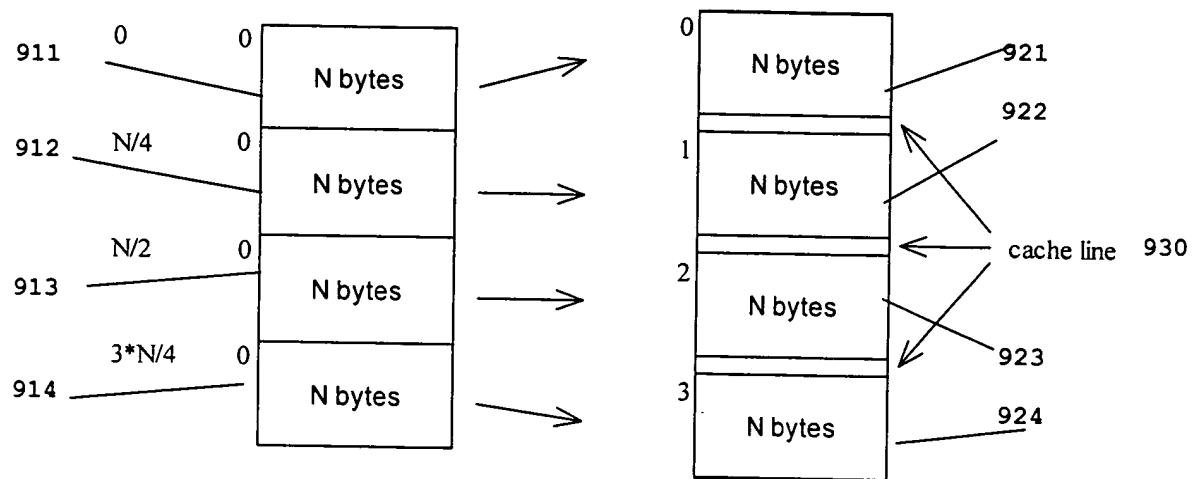 911
0
0
N bytes
912
N/4
0
N bytes
913
N/2
0
N bytes
914
3*N/4
0
N bytes
0
N bytes
921
922
1
N bytes
cache line 930
2
N bytes
923
3
N bytes
924